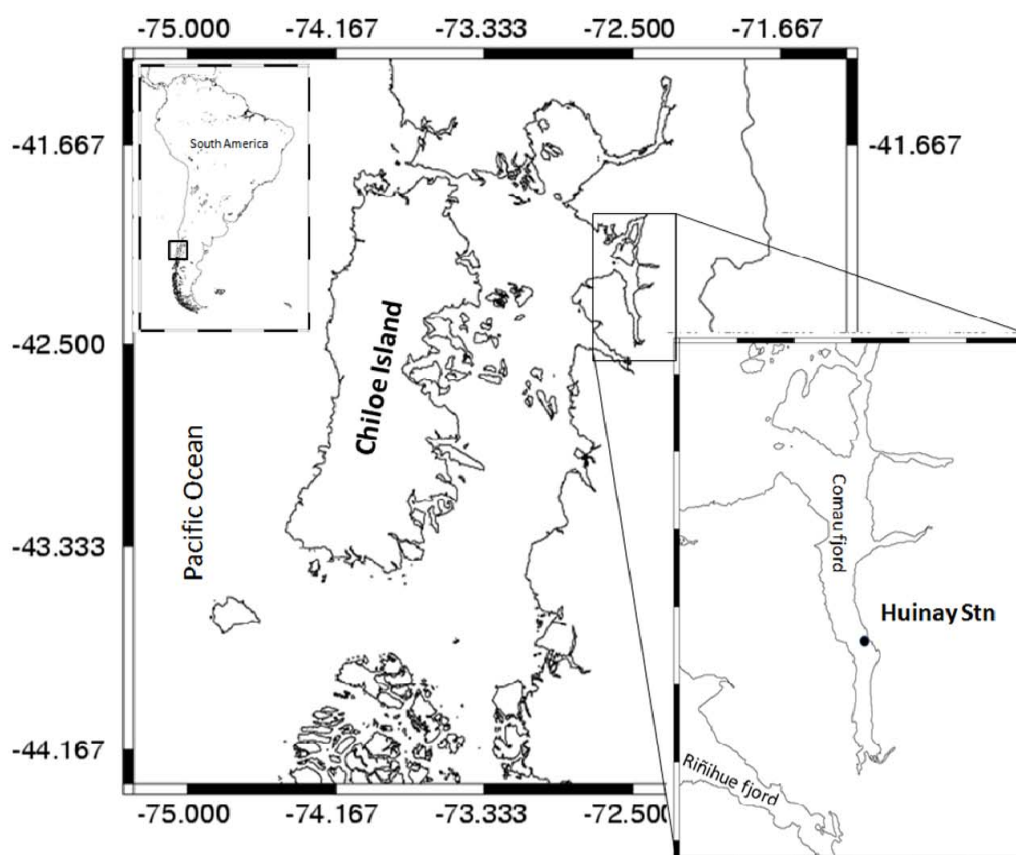 -75.000 -74.167 -73.333 -72.500 -71.667
South America
-41.667
-41.667
-42.500
Chiloe Island
Pacific Ocean
Comau fjord
-43.333
Huinay Stn
-44.167
Riñihue fjord
-75.000 -74.167 -73.333 -72.500